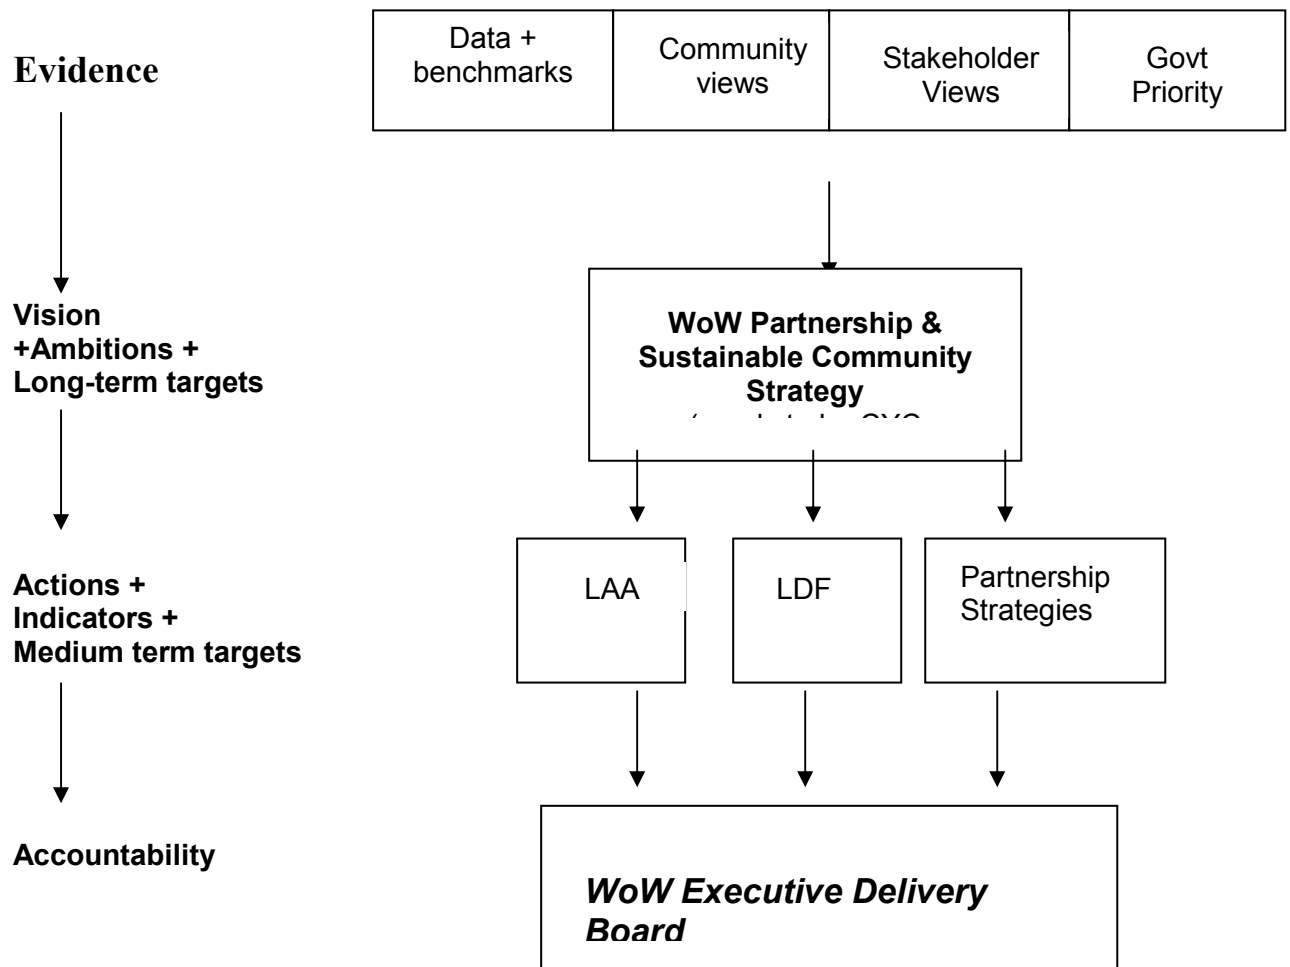 Evidence
Data +
benchmarks
Community
views
Stakeholder
Views
Govt
Priority
Vision
+Ambitions +
Long-term targets
WoW Partnership &
Sustainable Community
Strategy
Actions +
Indicators +
Medium term targets
LAA
LDF
Partnership
Strategies
Accountability
WoW Executive Delivery
Board